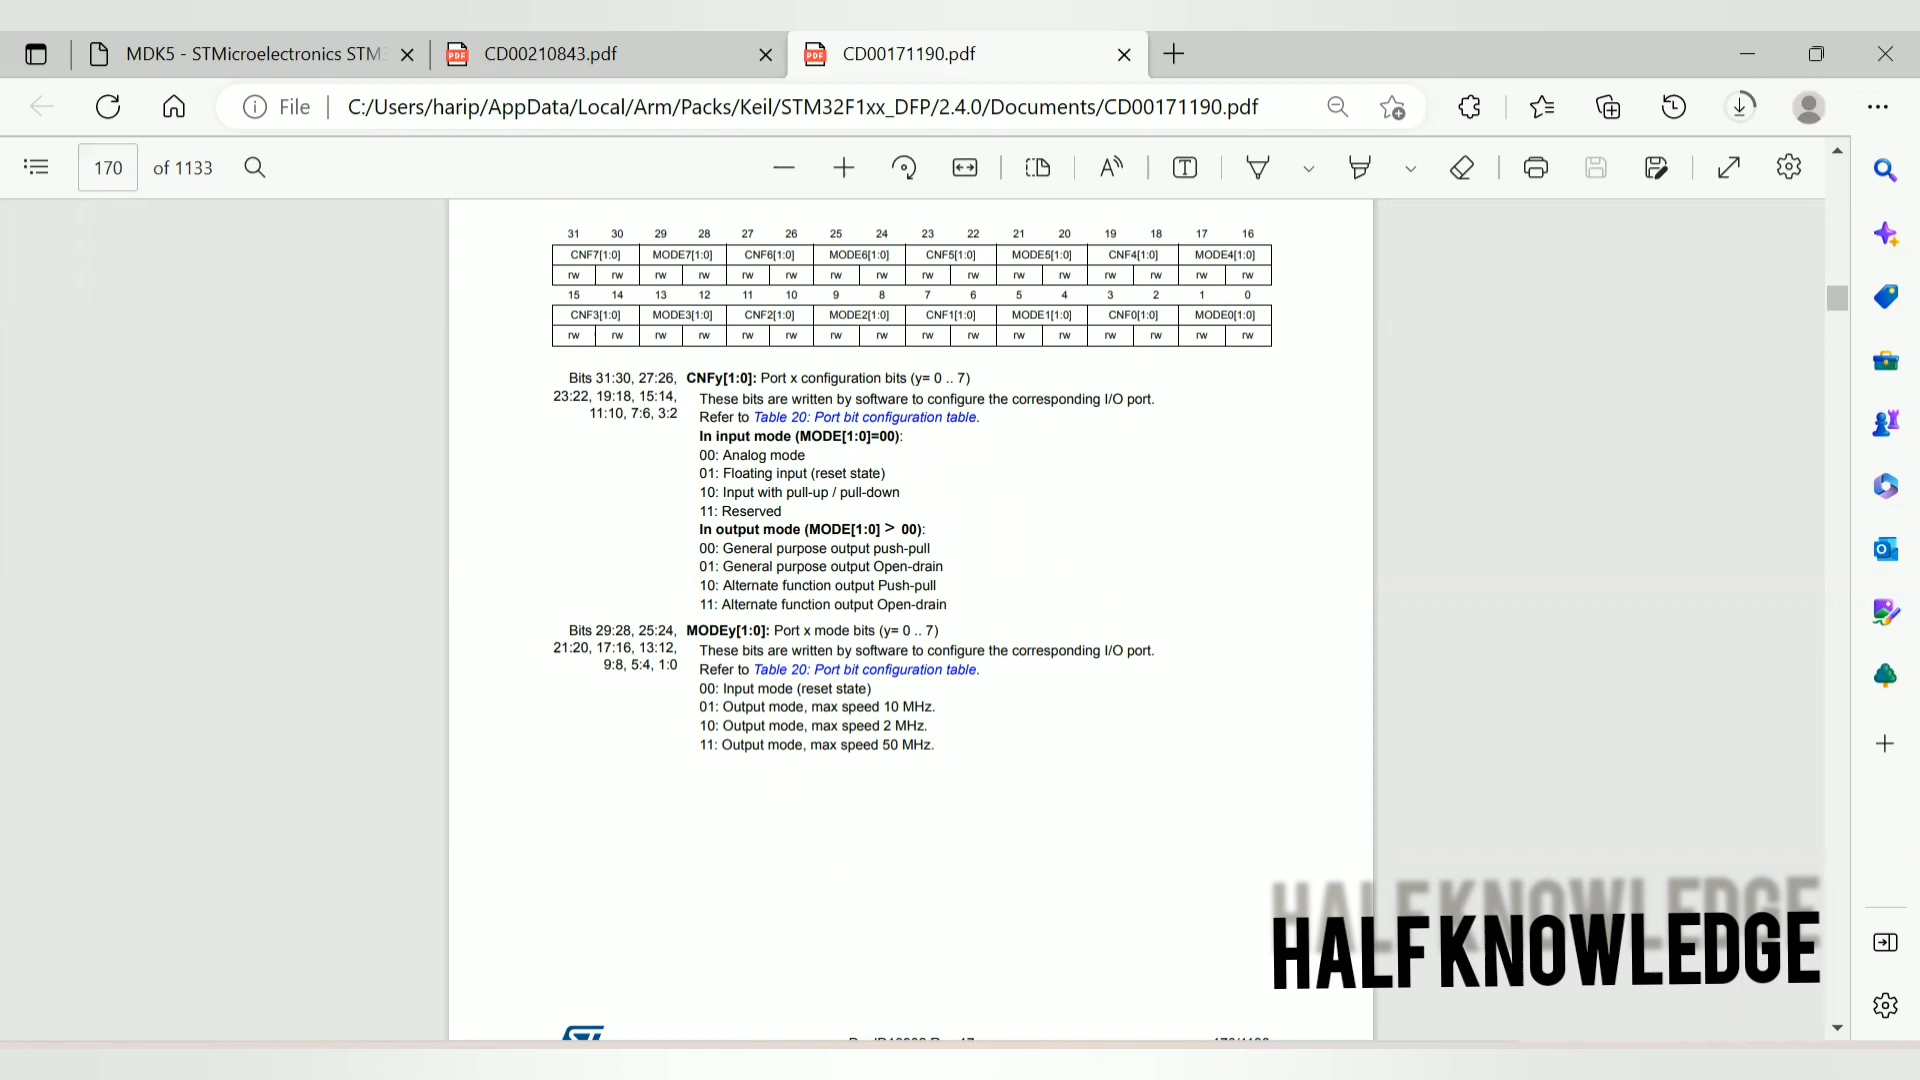 MDK5 - STMicroelectronics STM3
CD00210843.pdf
CD00171190.pdf
File
C:/Users/harip/AppData/Local/Arm/Packs/Keil/STM32F1xx_DFP/2.4.0/Documents/CD00171190.pdf
170 of 1133
31 30 29 28 27 26 25 24 23 22 21 20 19 18 17 16
CNF7[1:0] MODE7[1:0] CNF6[1:0] MODE6[1:0] CNF5[1:0] MODE5[1:0] CNF4[1:0] MODE4[1:0]
rw rw rw rw rw rw rw rw rw rw rw rw rw rw rw rw
15 14 13 12 11 10 9 8 7 6 5 4 3 2 1 0
CNF3[1:0] MODE3[1:0] CNF2[1:0] MODE2[1:0] CNF1[1:0] MODE1[1:0] CNF0[1:0] MODE0[1:0]
rw rw rw rw rw rw rw rw rw rw rw rw rw rw rw rw
Bits 31:30, 27:26, CNFy[1:0]: Port x configuration bits (y= 0 .. 7)
23:22, 19:18, 15:14, These bits are written by software to configure the corresponding I/O port.
11:10, 7:6, 3:2 Refer to Table 20: Port bit configuration table.
In input mode (MODE[1:0]=00):
00: Analog mode
01: Floating input (reset state)
10: Input with pull-up / pull-down
11: Reserved
In output mode (MODE[1:0] > 00):
00: General purpose output push-pull
01: General purpose output Open-drain
10: Alternate function output Push-pull
11: Alternate function output Open-drain
Bits 29:28, 25:24, MODEy[1:0]: Port x mode bits (y= 0 .. 7)
21:20, 17:16, 13:12, These bits are written by software to configure the corresponding I/O port.
9:8, 5:4, 1:0 Refer to Table 20: Port bit configuration table.
00: Input mode (reset state)
01: Output mode, max speed 10 MHz.
10: Output mode, max speed 2 MHz.
11: Output mode, max speed 50 MHz.
HALF KNOWLEDGE